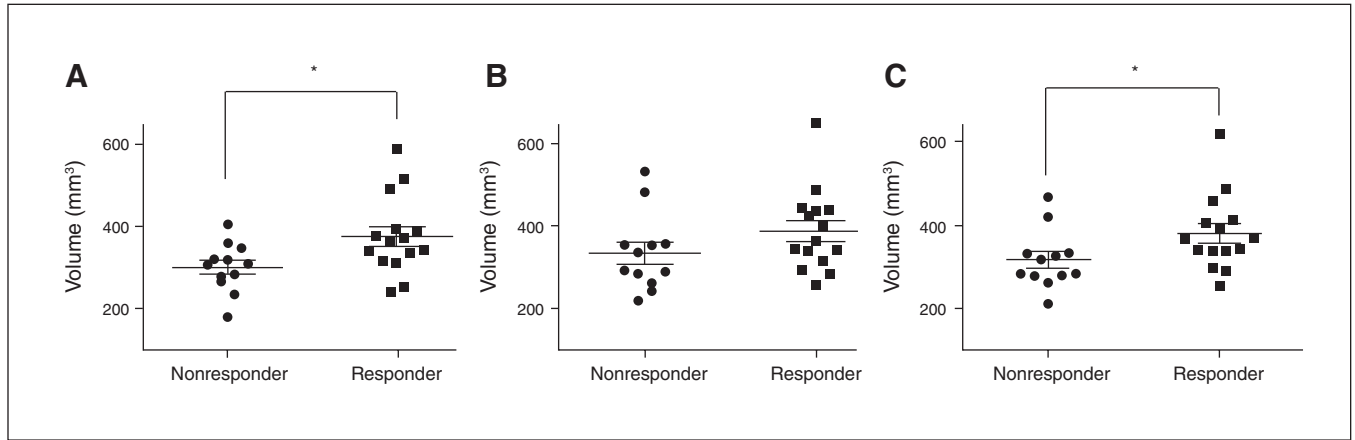 A
*
Volume (mm³)
600
400
200
Nonresponder
Responder
B
Volume (mm³)
600
400
200
Nonresponder
Responder
C
*
Volume (mm³)
600
400
200
Nonresponder
Responder